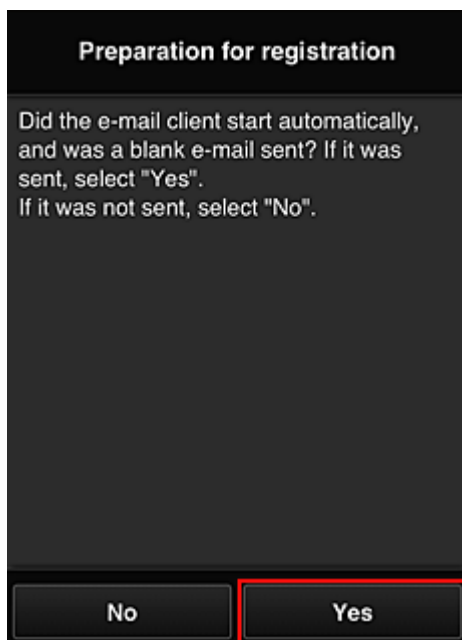 Preparation for registration
Did the e-mail client start automatically,
and was a blank e-mail sent? If it was
sent, select "Yes".
If it was not sent, select "No".
No
Yes